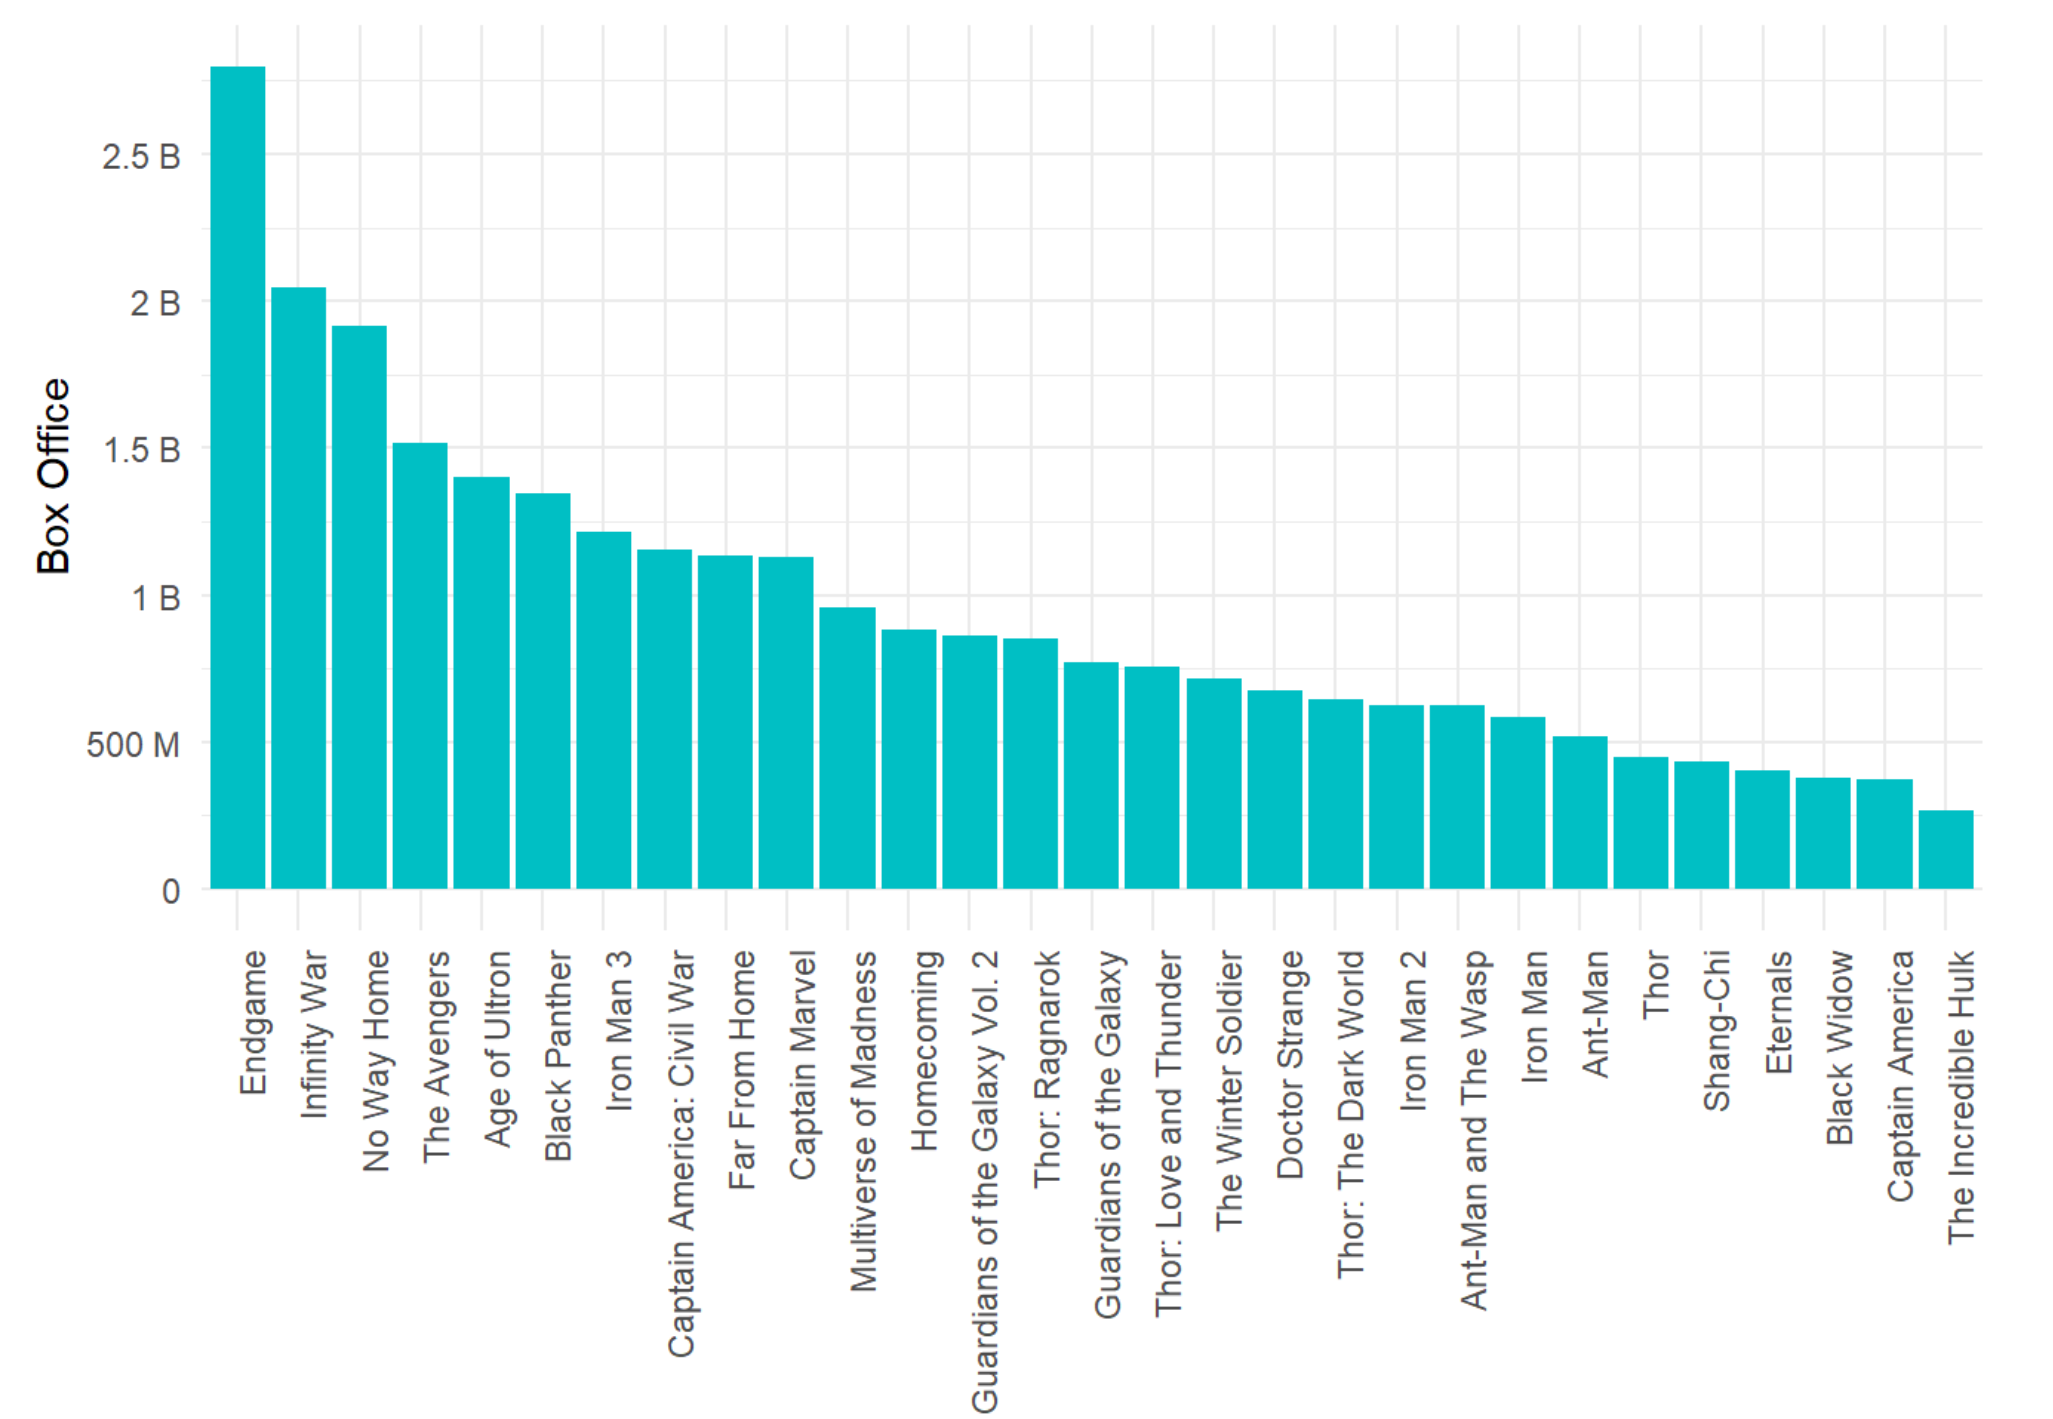 Box Office
2.5 B
2 B
1.5 B
1 B
500 M
0
Endgame
Infinity War
No Way Home
The Avengers
Age of Ultron
Black Panther
Iron Man 3
Captain America: Civil War
Far From Home
Captain Marvel
Multiverse of Madness
Homecoming
Guardians of the Galaxy Vol. 2
Thor: Ragnarok
Guardians of the Galaxy
Thor: Love and Thunder
The Winter Soldier
Doctor Strange
Thor: The Dark World
Iron Man 2
Ant-Man and The Wasp
Iron Man
Ant-Man
Thor
Shang-Chi
Eternals
Black Widow
Captain America
The Incredible Hulk